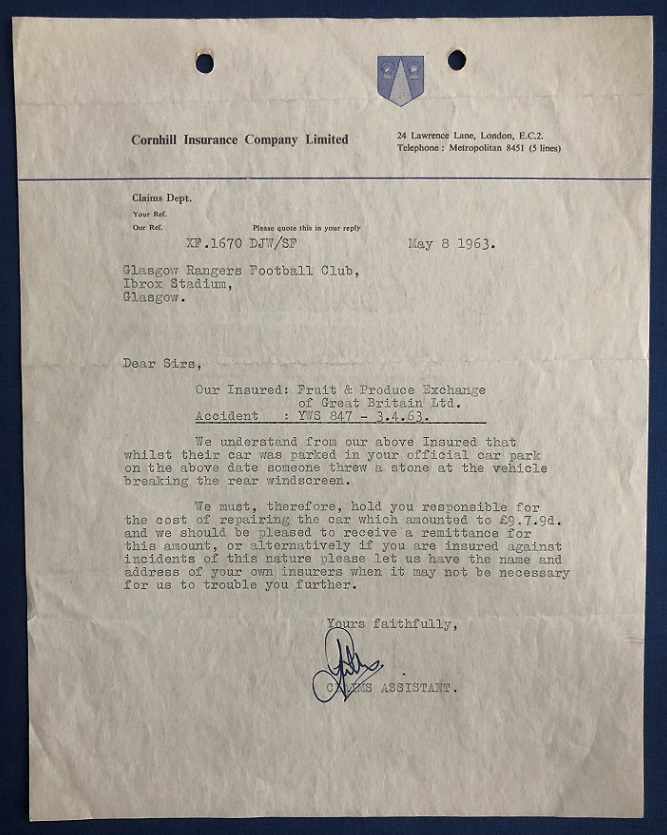 Cornhill Insurance Company Limited
24 Lawrence Lane, London, E.C.2.
Telephone : Metropolitan 8451 (5 lines)
Claims Dept.
Your Ref.
Our Ref. Please quote this in your reply
XF.1670 DJW/SF May 8 1963.
Glasgow Rangers Football Club,
Ibrox Stadium,
Glasgow.
Dear Sirs,
Our Insured: Fruit & Produce Exchange
of Great Britain Ltd.
Accident : YWS 847 - 3.4.63.
We understand from our above Insured that
whilst their car was parked in your official car park
on the above date someone threw a stone at the vehicle
breaking the rear windscreen.
We must, therefore, hold you responsible for
the cost of repairing the car which amounted to £9.7.9d.
and we should be pleased to receive a remittance for
this amount, or alternatively if you are insured against
incidents of this nature please let us have the name and
address of your own insurers when it may not be necessary
for us to trouble you further.
Yours faithfully,
CLAIMS ASSISTANT.